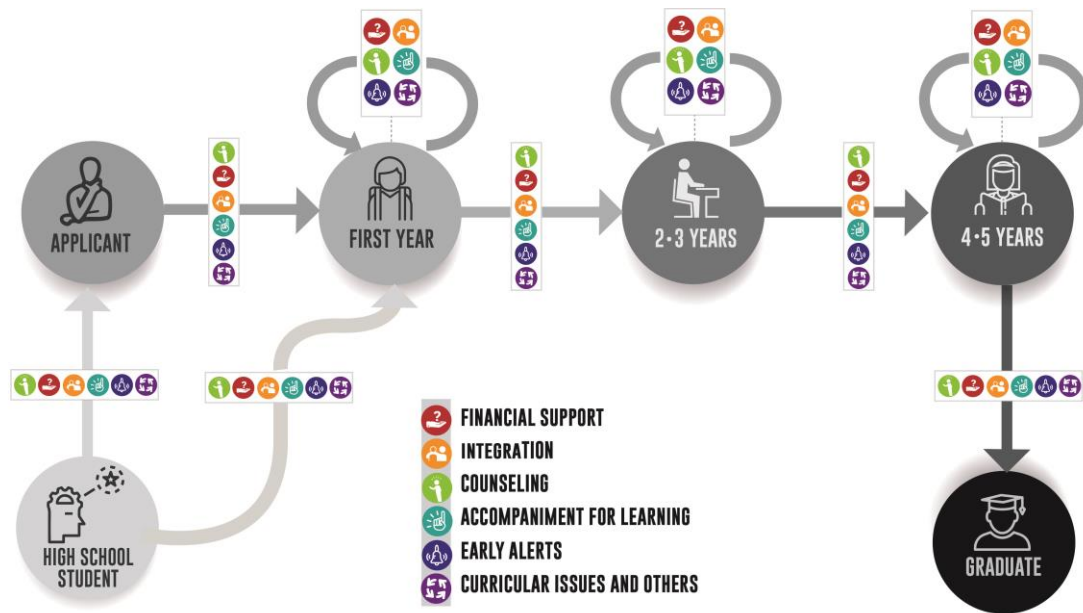 APPLICANT
FIRST YEAR
2•3 YEARS
4•5 YEARS
HIGH SCHOOL
STUDENT
FINANCIAL SUPPORT
INTEGRATION
COUNSELING
ACCOMPANIMENT FOR LEARNING
EARLY ALERTS
CURRICULAR ISSUES AND OTHERS
GRADUATE